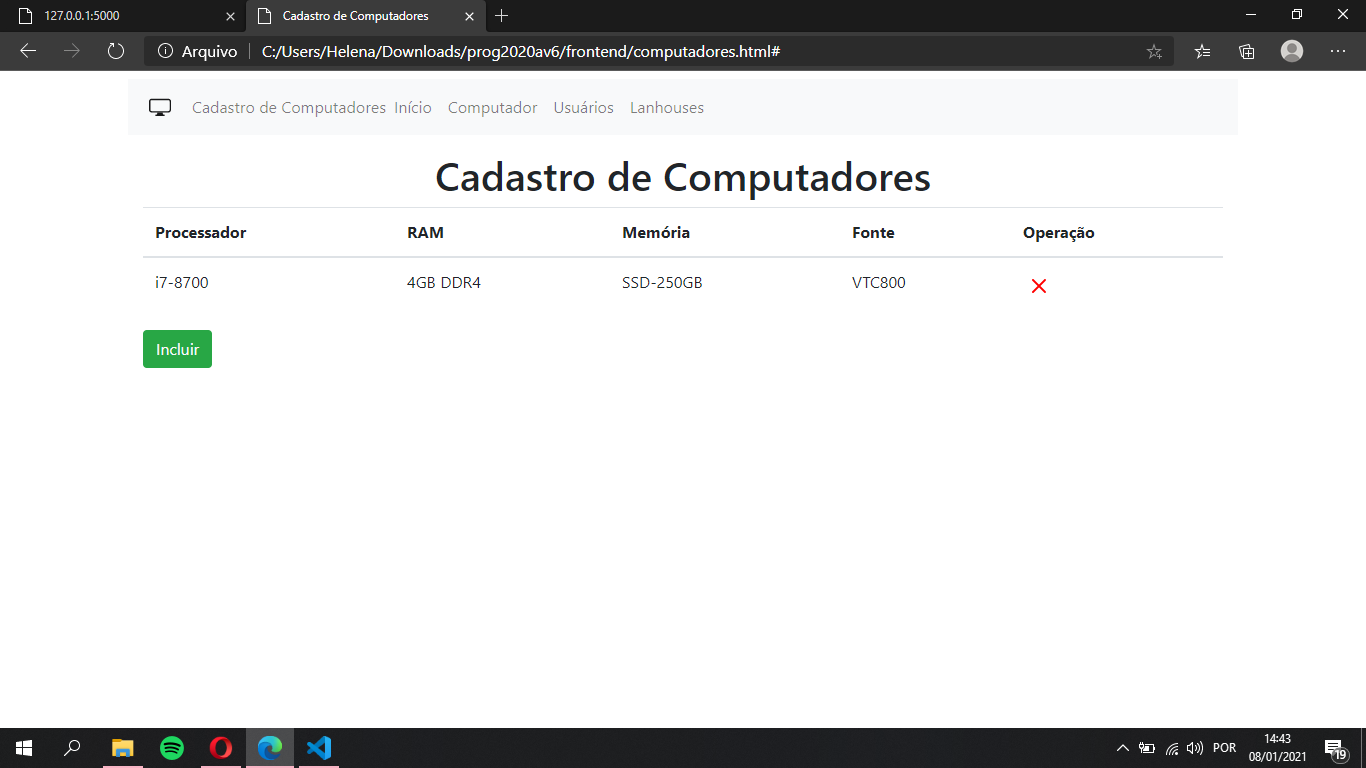 127.0.0.1:5000
Cadastro de Computadores
Arquivo C:/Users/Helena/Downloads/prog2020av6/frontend/computadores.html#
Cadastro de Computadores Início Computador Usuários Lanhouses
Cadastro de Computadores
Processador RAM Memória Fonte Operação
i7-8700 4GB DDR4 SSD-250GB VTC800
Incluir
POR
14:43
08/01/2021
19